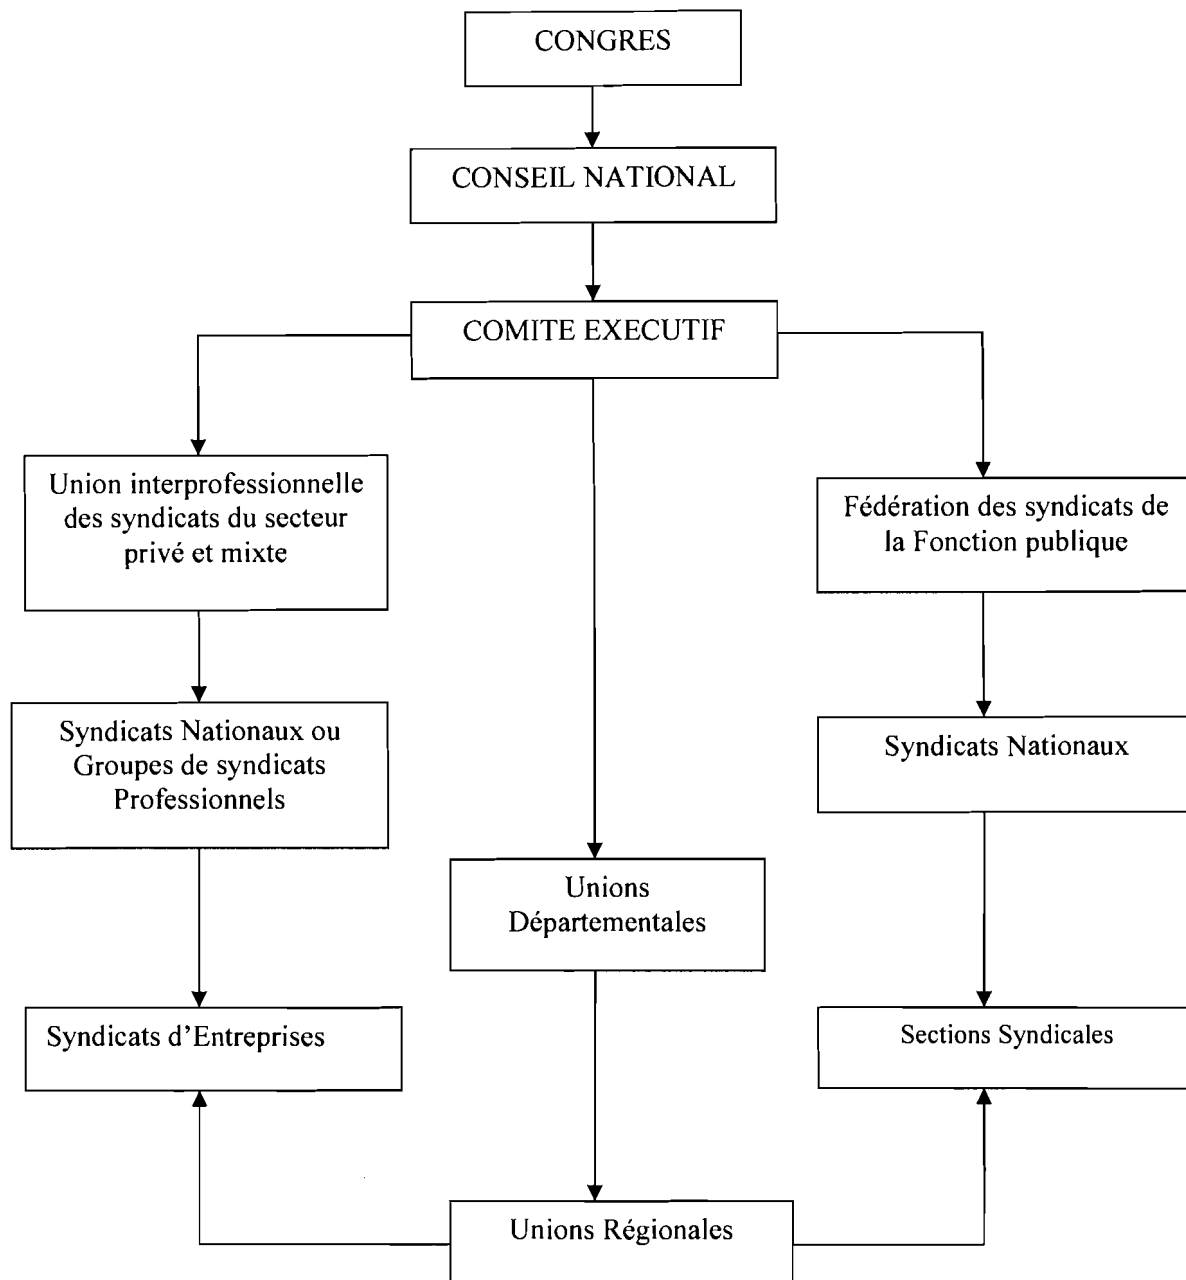 CONGRES
CONSEIL NATIONAL
COMITE EXECUTIF
Union interprofessionnelle
des syndicats du secteur
privé et mixte
Fédération des syndicats de
la Fonction publique
Syndicats Nationaux ou
Groupes de syndicats
Professionnels
Syndicats Nationaux
Unions
Départementales
Syndicats d'Entreprises
Sections Syndicales
Unions Régionales